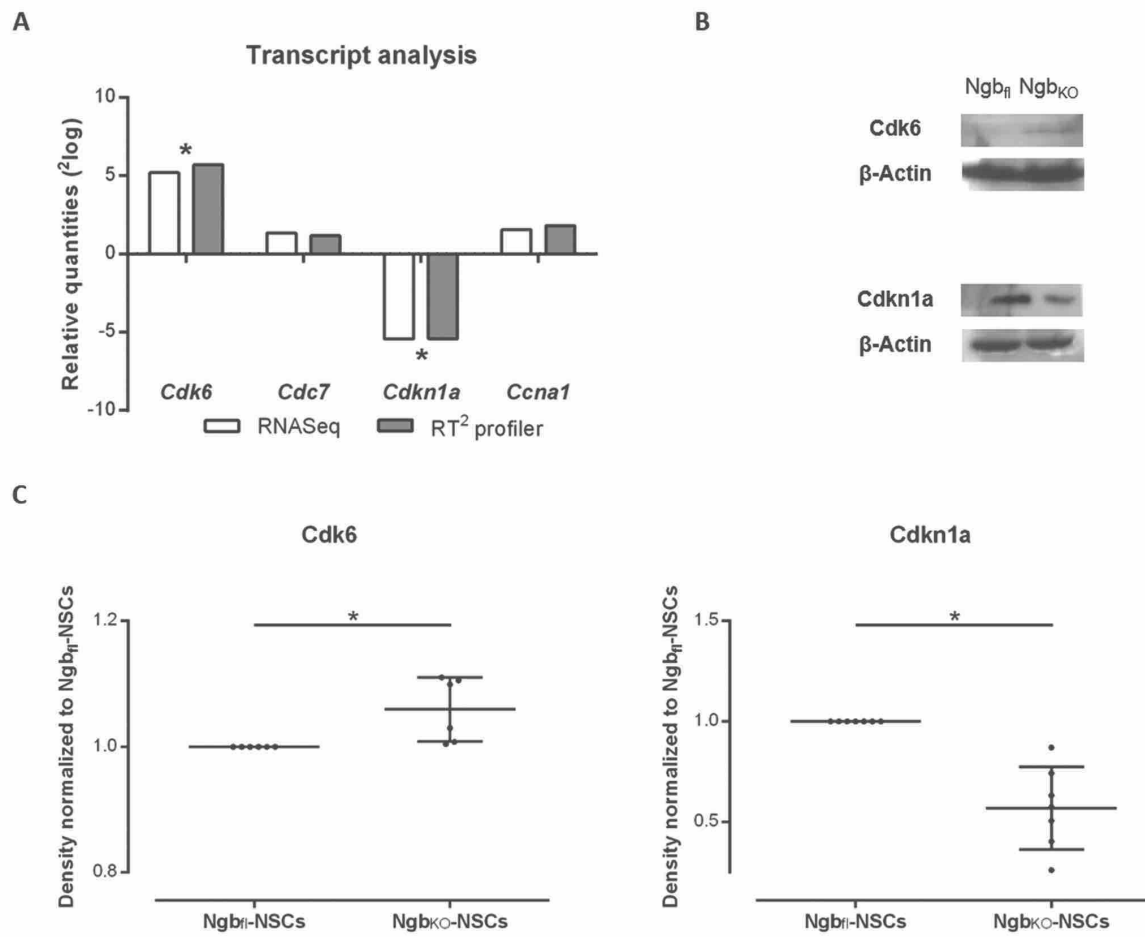 A
Transcript analysis
Relative quantities (²log)
10
5
0
-5
-10
*
*
Cdk6 Cdc7 Cdkn1a Ccna1
RNASeq RT² profiler
B
Ngbfl NgbKO
Cdk6
β-Actin
Cdkn1a
β-Actin
C
Cdk6
Density normalized to Ngbfl-NSCs
1.2
1.0
0.8
*
Ngbfl-NSCs NgbKO-NSCs
Cdkn1a
Density normalized to Ngbfl-NSCs
1.5
1.0
0.5
*
Ngbfl-NSCs NgbKO-NSCs